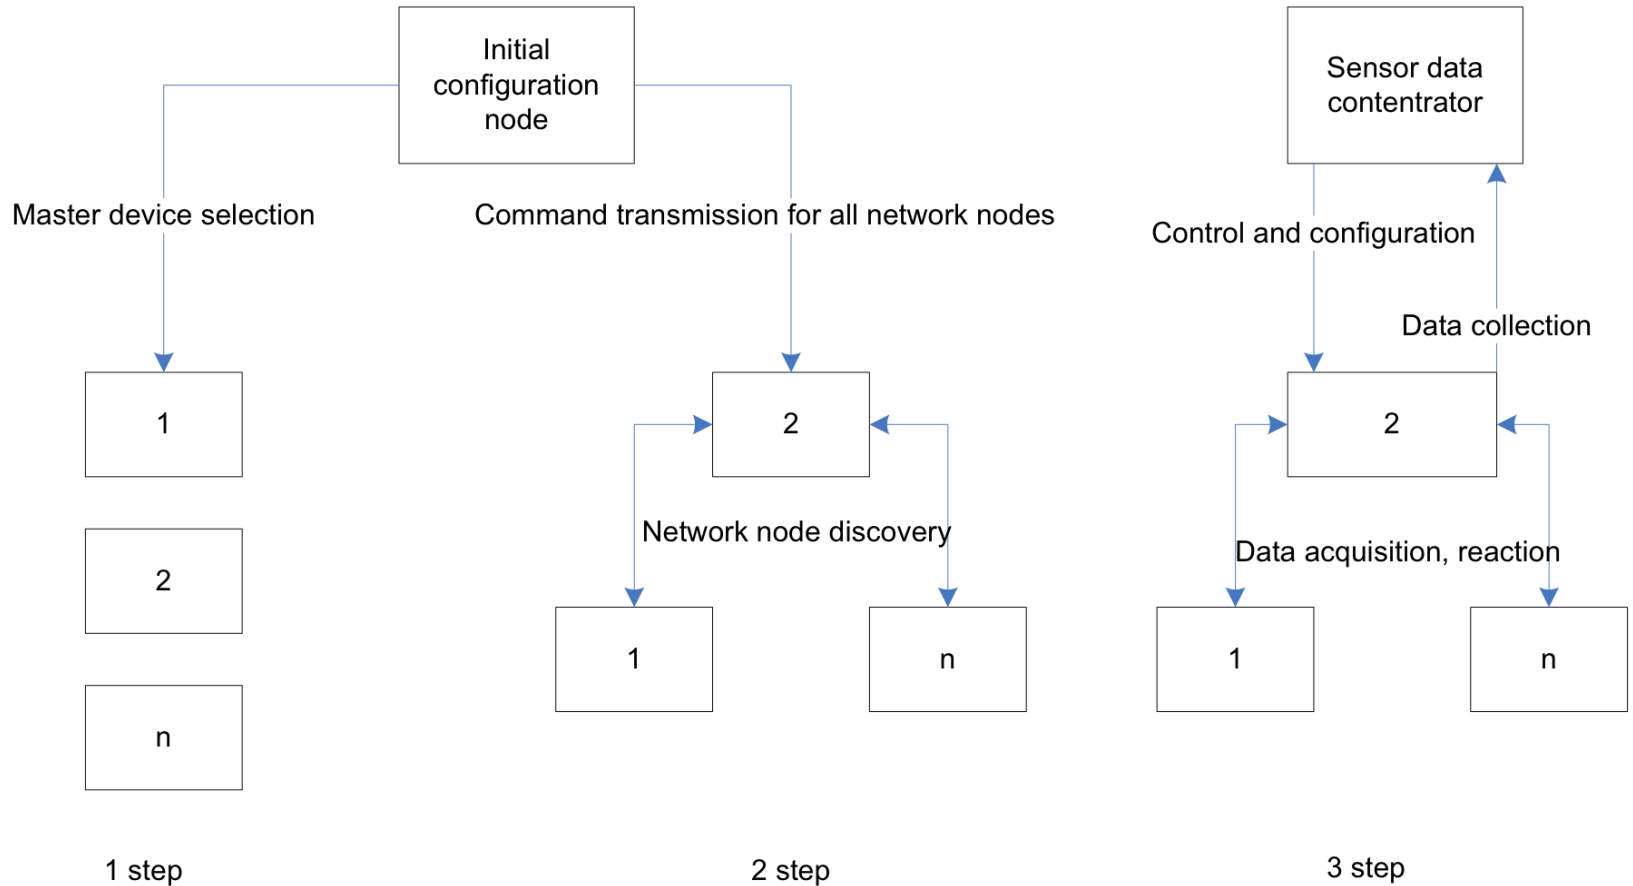 Initial
configuration
node
Sensor data
contentrator
Master device selection
Command transmission for all network nodes
Control and configuration
Data collection
1
2
2
2
Network node discovery
Data acquisition, reaction
1
n
1
n
n
1 step
2 step
3 step